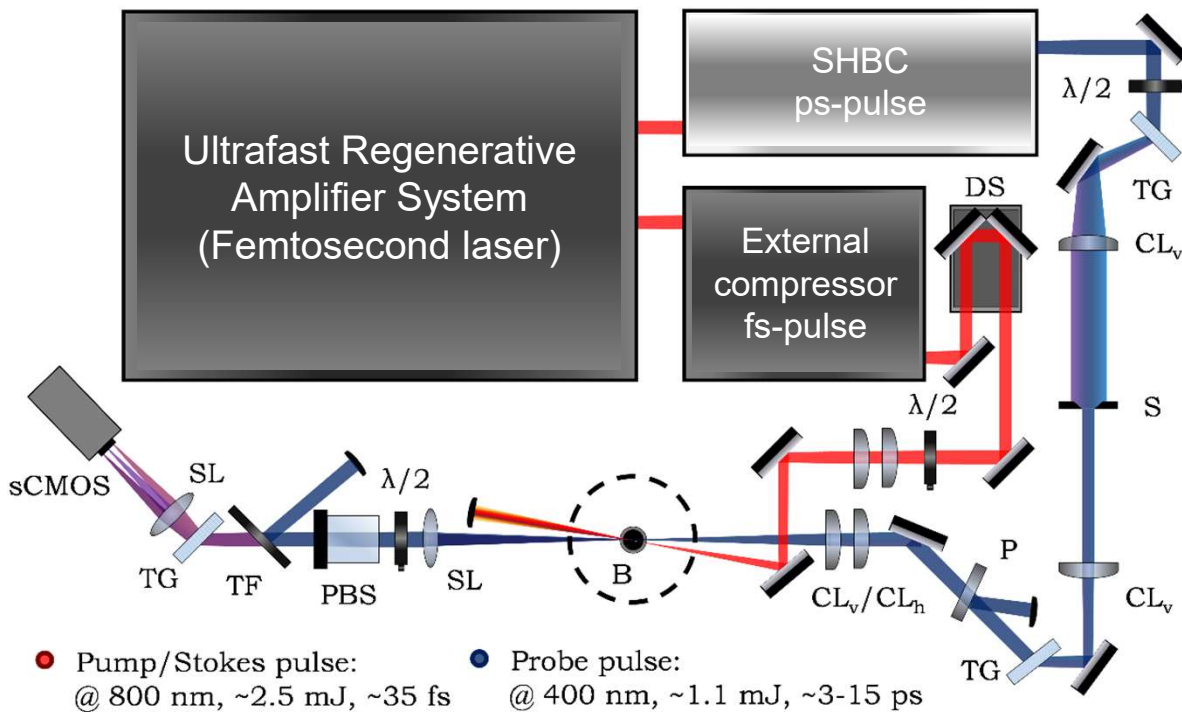 Ultrafast Regenerative
Amplifier System
(Femtosecond laser)
SHBC
ps-pulse
External
compressor
fs-pulse
DS
λ/2
TG
CLv
S
λ/2
sCMOS
SL
λ/2
TG
TF
PBS
SL
B
CLv/CLh
P
CLv
TG
Pump/Stokes pulse:
@ 800 nm, ~2.5 mJ, ~35 fs
Probe pulse:
@ 400 nm, ~1.1 mJ, ~3-15 ps